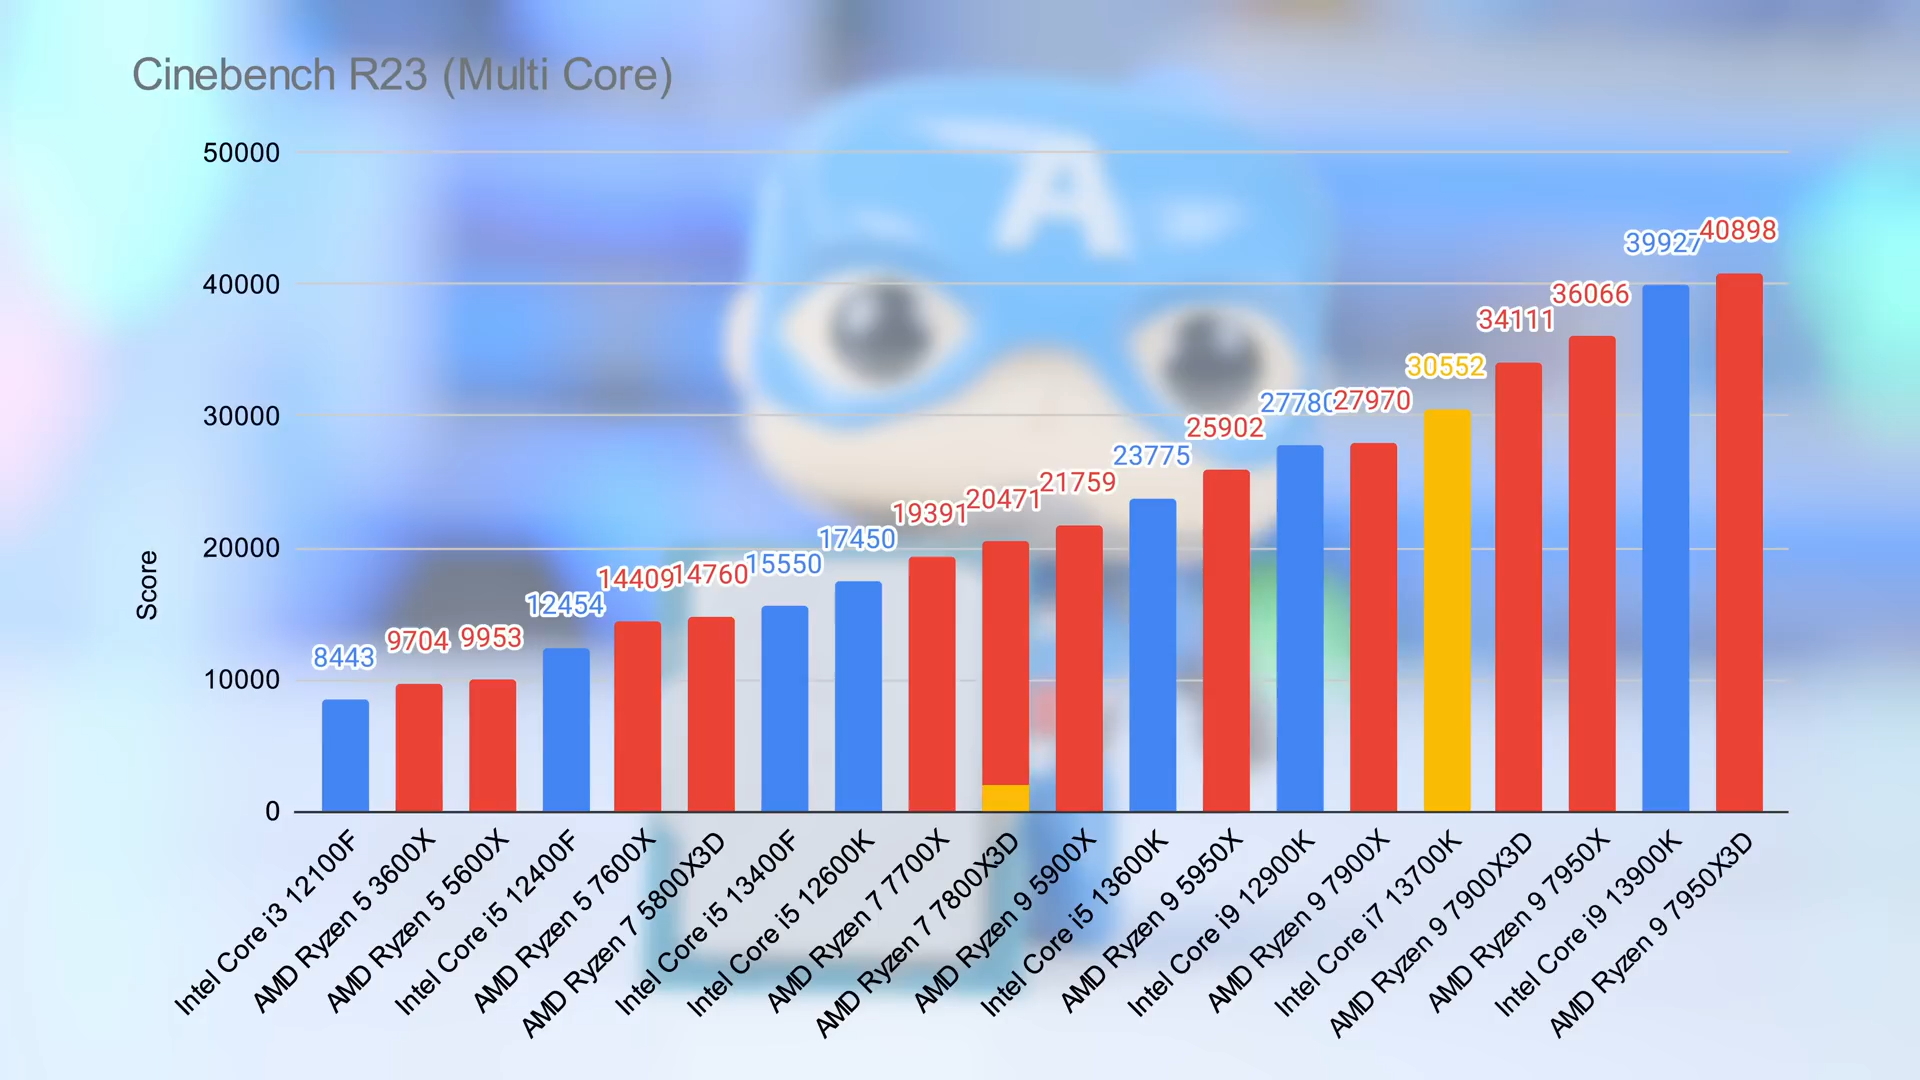 Cinebench R23 (Multi Core)
A
50000
40000
30000
20000
10000
0
Score
8443
9704
9953
12454
14409
14760
15550
17450
19391
20471
21759
23775
25902
27780
27970
30552
34111
36066
39927
40898
Intel Core i3 12100F
AMD Ryzen 5 3600X
AMD Ryzen 5 5600X
Intel Core i5 12400F
AMD Ryzen 5 7600X
AMD Ryzen 7 5800X3D
Intel Core i5 13400F
Intel Core i5 12600K
AMD Ryzen 7 7700X
AMD Ryzen 7 7800X3D
AMD Ryzen 9 5900X
Intel Core i5 13600K
AMD Ryzen 9 5950X
Intel Core i9 12900K
AMD Ryzen 9 7900X
Intel Core i7 13700K
AMD Ryzen 9 7900X3D
AMD Ryzen 9 7950X
Intel Core i9 13900K
AMD Ryzen 9 7950X3D